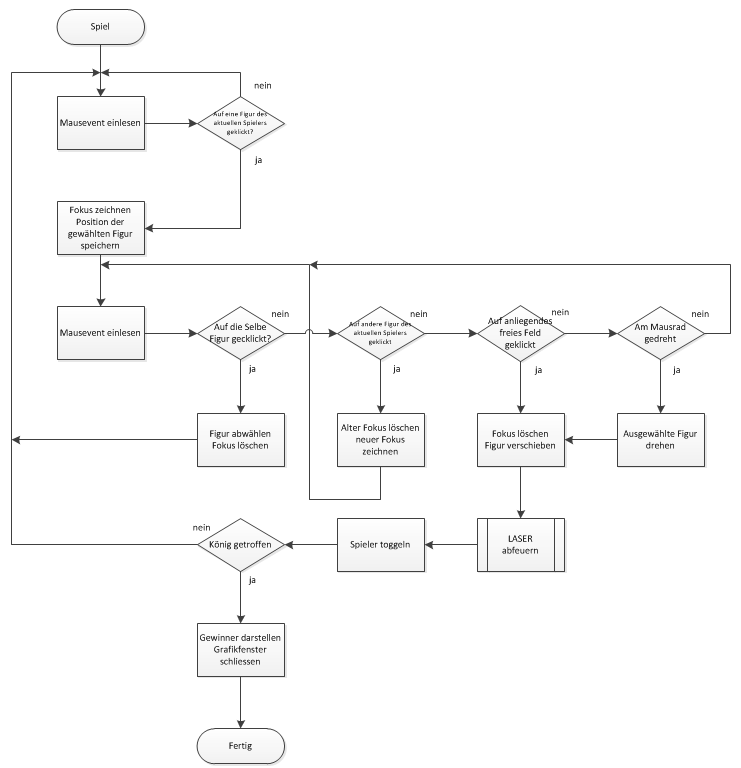 Spiel
nein
Mausevent einlesen
Auf eine Figur des
aktuellen Spielers
geklickt?
ja
Fokus zeichnen
Position der
gewählten Figur
speichern
Mausevent einlesen
Auf die Selbe
Figur gecklickt?
nein
Auf andere Figur des
aktuellen Spielers
geklickt
nein
Auf anliegendes
freies Feld
geklickt
nein
Am Mausrad
gedreht
nein
ja
ja
ja
ja
Figur abwählen
Fokus löschen
Alter Fokus löschen
neuer Fokus
zeichnen
Fokus löschen
Figur verschieben
Ausgewählte Figur
drehen
nein
König getroffen
Spieler toggeln
LASER
abfeuern
ja
Gewinner darstellen
Grafikfenster
schliessen
Fertig